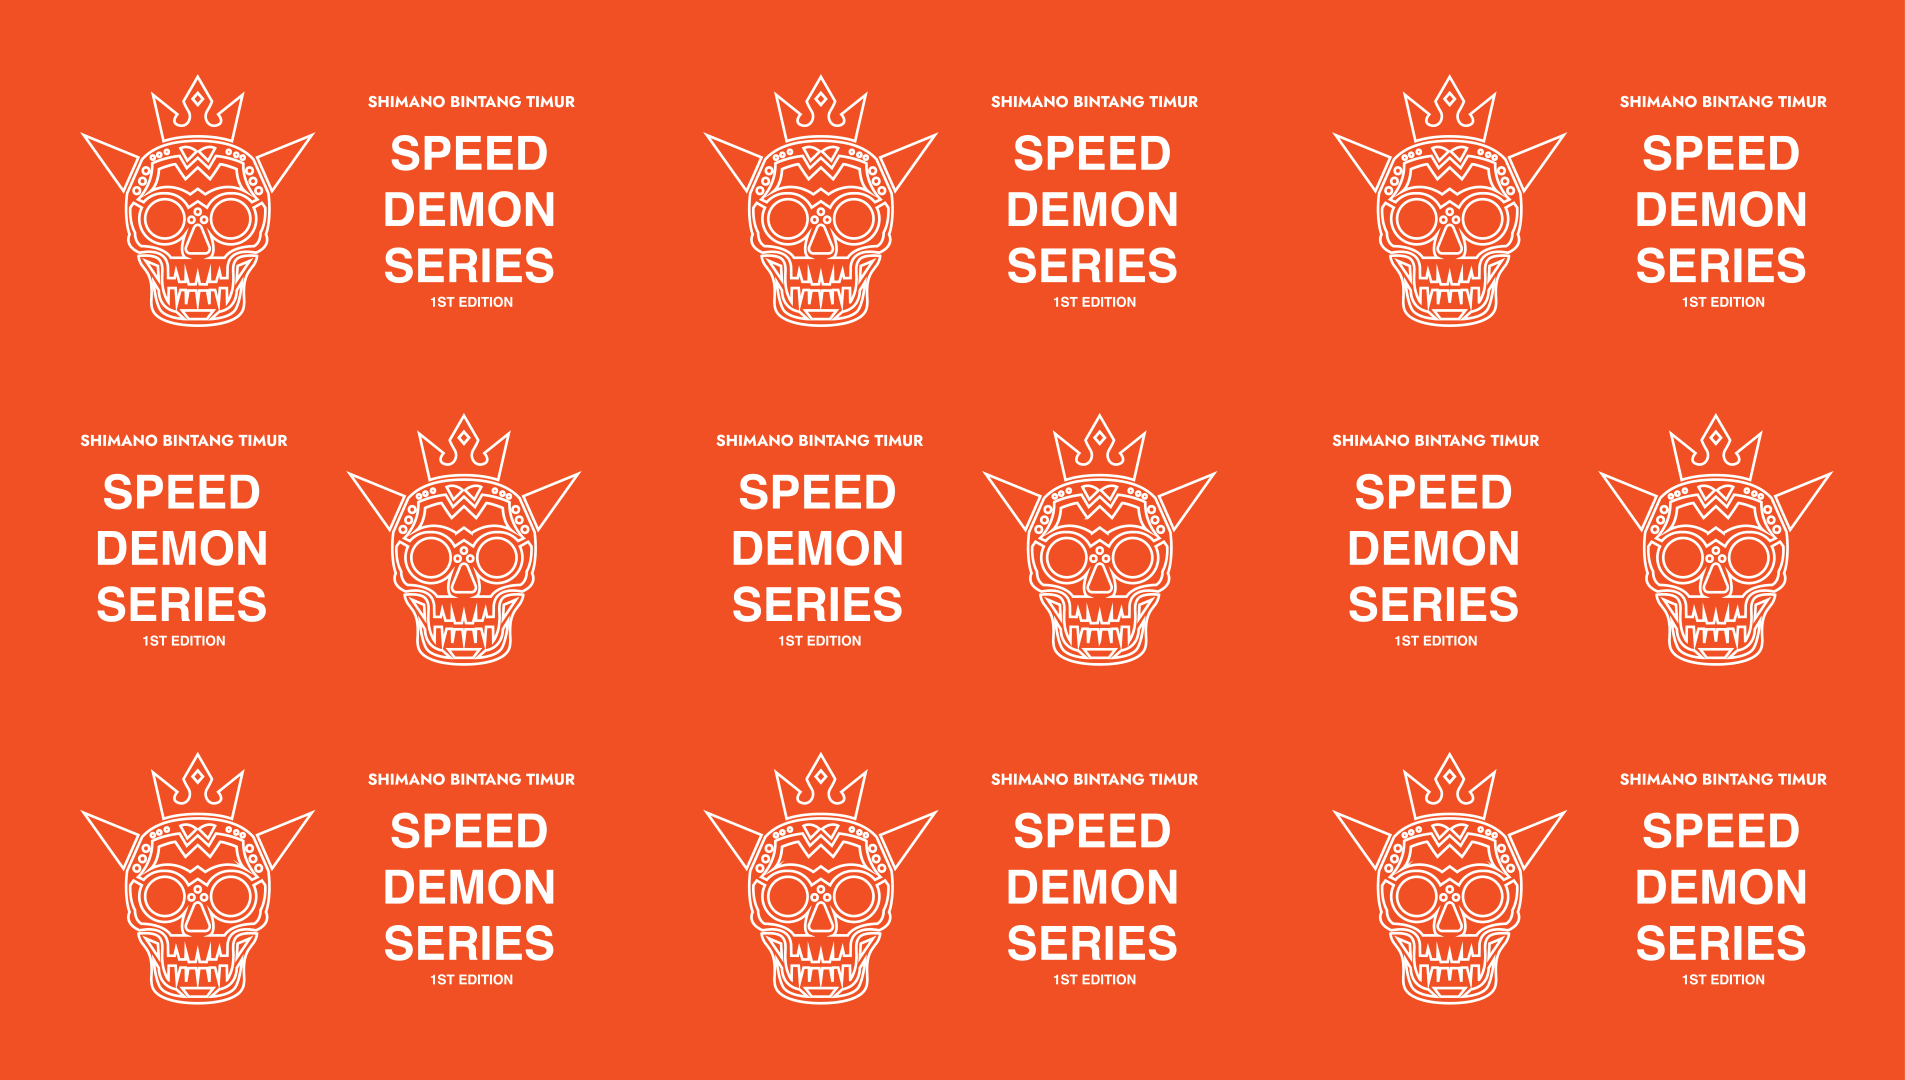 SHIMANO BINTANG TIMUR
SPEED
DEMON
SERIES
1ST EDITION
SHIMANO BINTANG TIMUR
SPEED
DEMON
SERIES
1ST EDITION
SHIMANO BINTANG TIMUR
SPEED
DEMON
SERIES
1ST EDITION
SHIMANO BINTANG TIMUR
SPEED
DEMON
SERIES
1ST EDITION
SHIMANO BINTANG TIMUR
SPEED
DEMON
SERIES
1ST EDITION
SHIMANO BINTANG TIMUR
SPEED
DEMON
SERIES
1ST EDITION
SHIMANO BINTANG TIMUR
SPEED
DEMON
SERIES
1ST EDITION
SHIMANO BINTANG TIMUR
SPEED
DEMON
SERIES
1ST EDITION
SHIMANO BINTANG TIMUR
SPEED
DEMON
SERIES
1ST EDITION